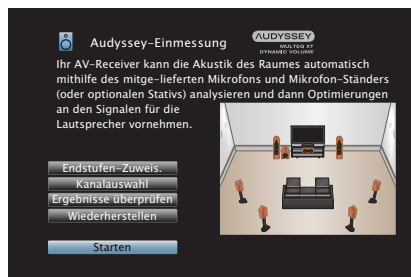 Audyssey-Einmessung
AUDYSSEY
MULTEQ XT
DYNAMIC VOLUME
Ihr AV-Receiver kann die Akustik des Raumes automatisch
mithilfe des mitge-lieferten Mikrofons und Mikrofon-Ständers
(oder optionalen Stativs) analysieren und dann Optimierungen
an den Signalen für die
Lautsprecher vornehmen.
Endstufen-Zuweis.
Kanalauswahl
Ergebnisse überprüfen
Wiederherstellen
Starten